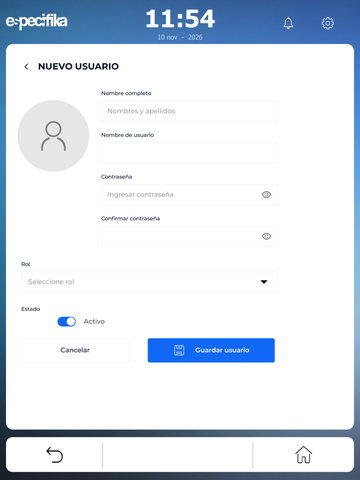 especifika
11:54
10 nov - 2026
NUEVO USUARIO
Nombre completo
Nombres y apellidos
Nombre de usuario
Contraseña
Ingresar contraseña
Confirmar contraseña
Rol
Seleccione rol
Estado
Activo
Cancelar
Guardar usuario